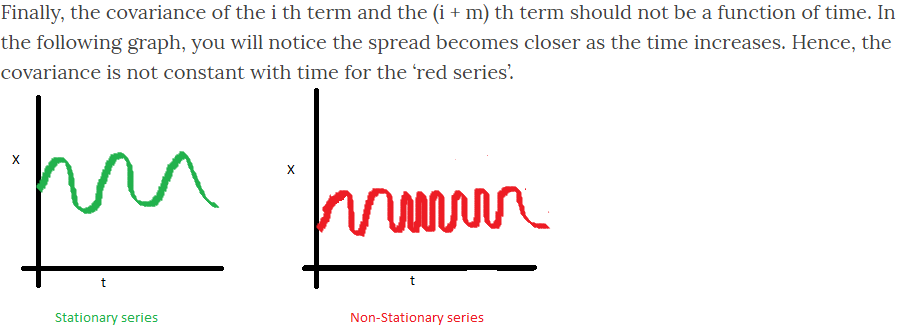 Finally, the covariance of the i th term and the (i + m) th term should not be a function of time. In
the following graph, you will notice the spread becomes closer as the time increases. Hence, the
covariance is not constant with time for the ‘red series’.
X
X
t
t
Stationary series
Non-Stationary series